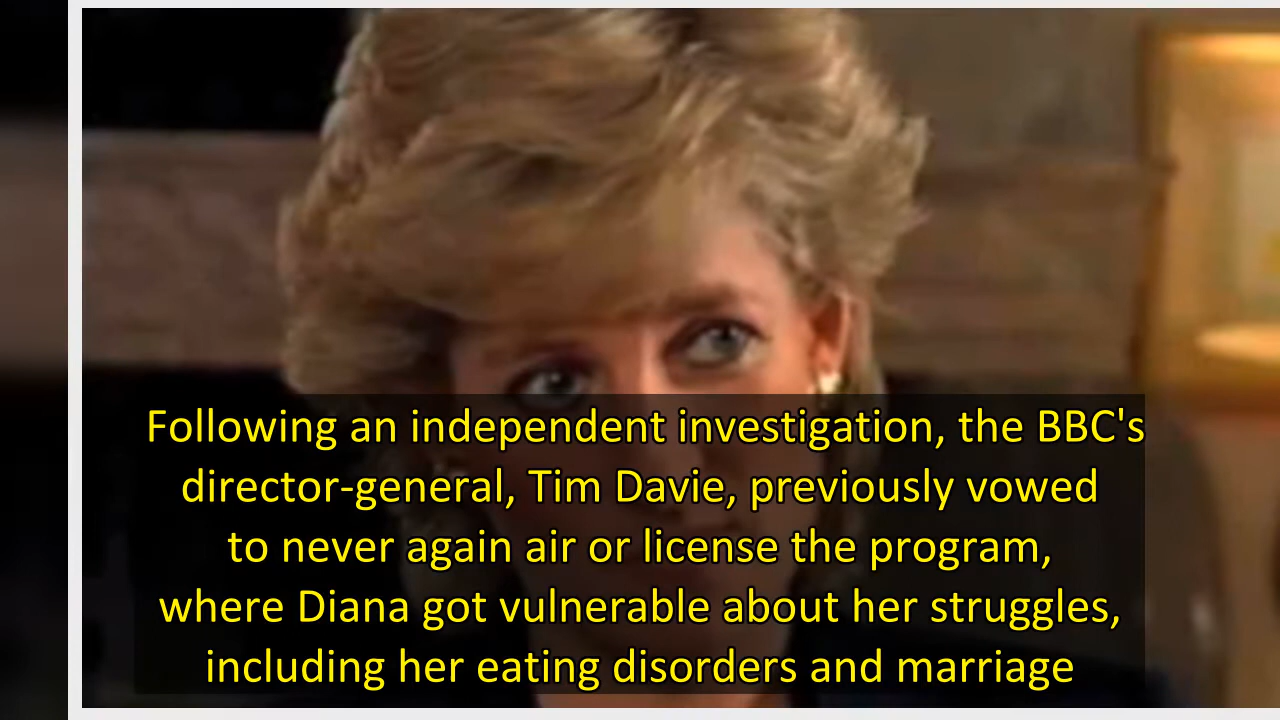 Following an independent investigation, the BBC's
director-general, Tim Davie, previously vowed
to never again air or license the program,
where Diana got vulnerable about her struggles,
including her eating disorders and marriage